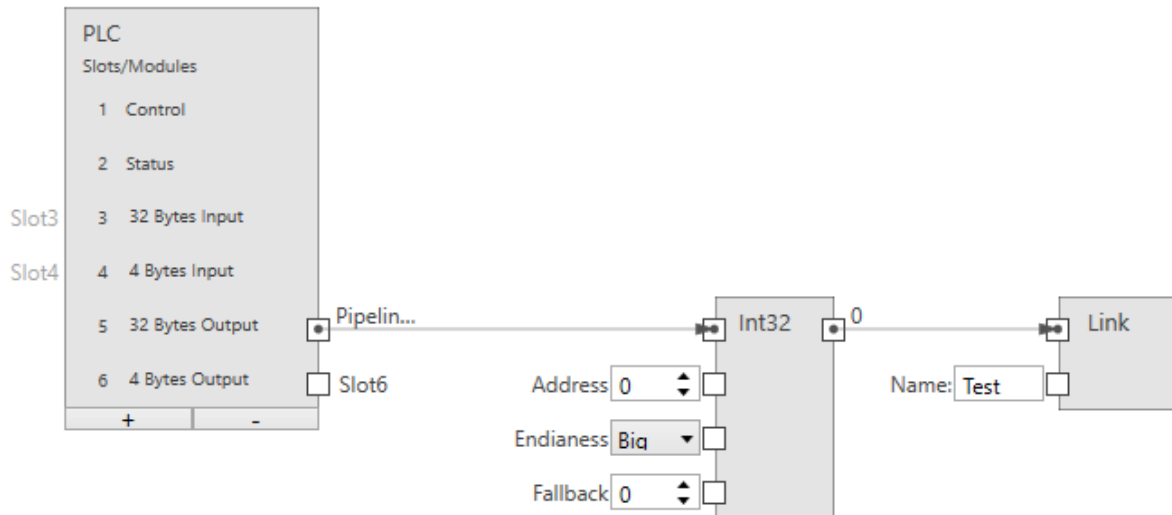 PLC
Slots/Modules
1 Control
2 Status
Slot3 3 32 Bytes Input
Slot4 4 4 Bytes Input
5 32 Bytes Output Pipelin... Int32 0 Link
6 4 Bytes Output Slot6 Address 0 Name: Test
+ -
Endianess Big
Fallback 0